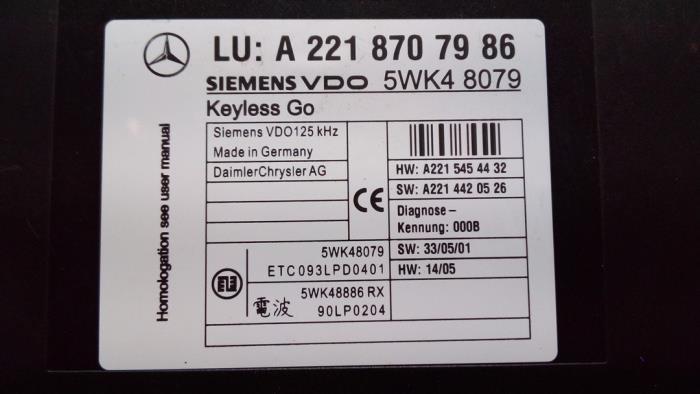 LU: A 221 870 79 86
SIEMENS VDO 5WK4 8079
Keyless Go
Siemens VDO125 kHz
Made in Germany
DaimlerChrysler AG
CE
HW: A221 545 44 32
SW: A221 442 05 26
Diagnose –
Kennung: 000B
SW: 33/05/01
HW: 14/05
5WK48079
ETC093LPD0401
5WK48886 RX
電波 90LP0204
Homologation see user manual